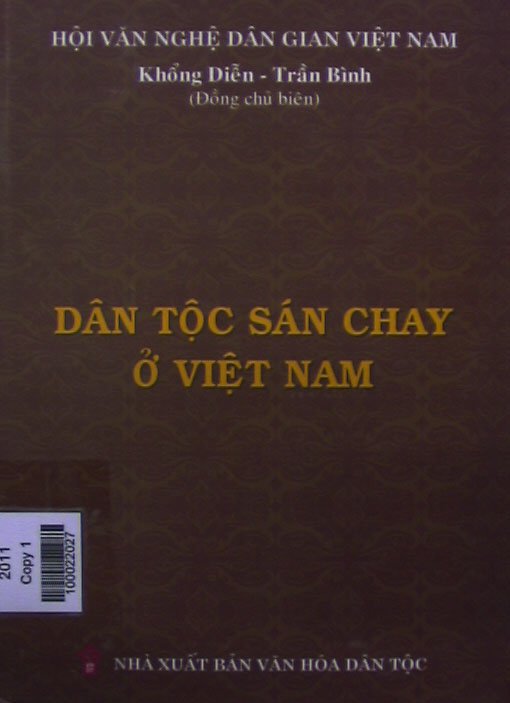 HỘI VĂN NGHỆ DÂN GIAN VIỆT NAM
Khổng Diễn - Trần Bình
(Đồng chủ biên)
DÂN TỘC SÁN CHAY
Ở VIỆT NAM
2011
Copy 1
100022027
NHÀ XUẤT BẢN VĂN HÓA DÂN TỘC